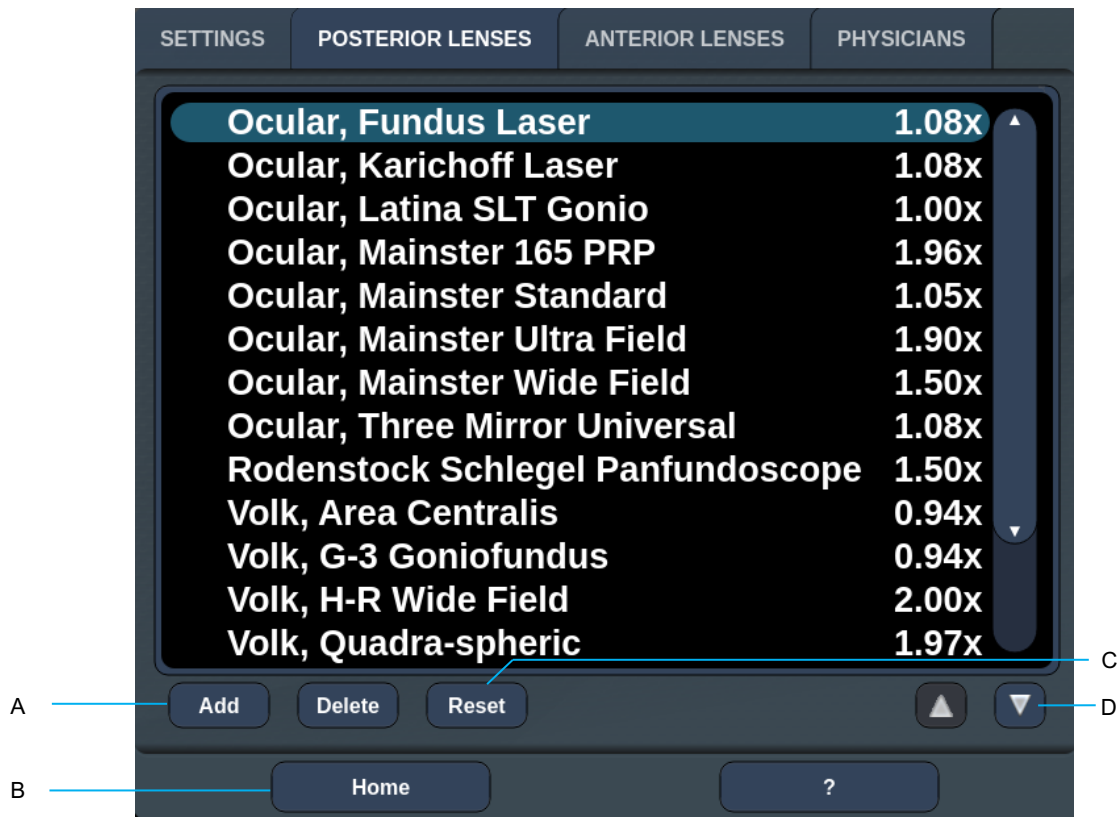 SETTINGS POSTERIOR LENSES ANTERIOR LENSES PHYSICIANS
Ocular, Fundus Laser 1.08x
Ocular, Karichoff Laser 1.08x
Ocular, Latina SLT Gonio 1.00x
Ocular, Mainster 165 PRP 1.96x
Ocular, Mainster Standard 1.05x
Ocular, Mainster Ultra Field 1.90x
Ocular, Mainster Wide Field 1.50x
Ocular, Three Mirror Universal 1.08x
Rodenstock Schlegel Panfundoscope 1.50x
Volk, Area Centralis 0.94x
Volk, G-3 Goniofundus 0.94x
Volk, H-R Wide Field 2.00x
Volk, Quadra-spheric 1.97x
C
A Add Delete Reset D
B Home ?